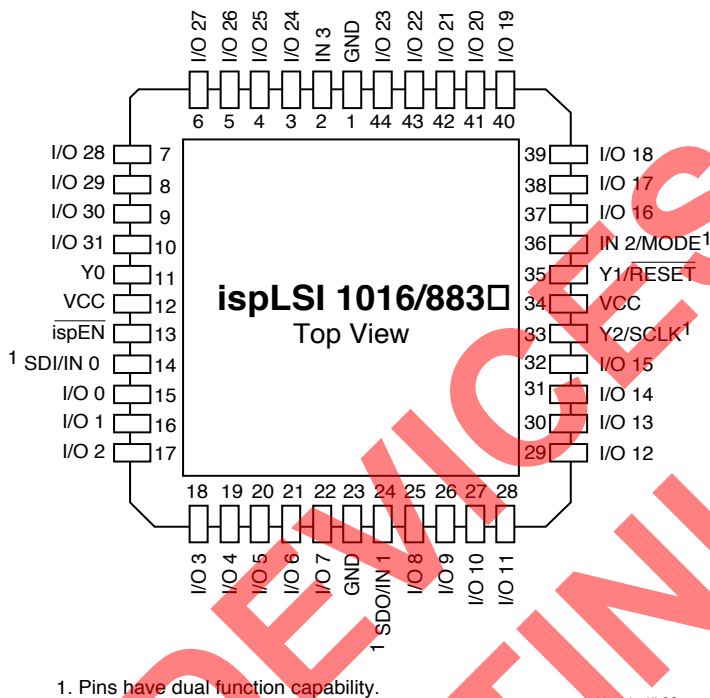 I/O 27
I/O 26
I/O 25
I/O 24
IN 3
GND
I/O 23
I/O 22
I/O 21
I/O 20
I/O 19
6 5 4 3 2 1 44 43 42 41 40
I/O 28 7
I/O 29 8
I/O 30 9
I/O 31 10
Y0 11
VCC 12
ispEN 13
1 SDI/IN 0 14
I/O 0 15
I/O 1 16
I/O 2 17
ispLSI 1016/883□
Top View
39 I/O 18
38 I/O 17
37 I/O 16
36 IN 2/MODE1
35 Y1/RESET
34 VCC
33 Y2/SCLK1
32 I/O 15
31 I/O 14
30 I/O 13
29 I/O 12
18 19 20 21 22 23 24 25 26 27 28
I/O 3
I/O 4
I/O 5
I/O 6
I/O 7
GND
1 SDO/IN 1
I/O 8
I/O 9
I/O 10
I/O 11
DEVICES
1. Pins have dual function capability.